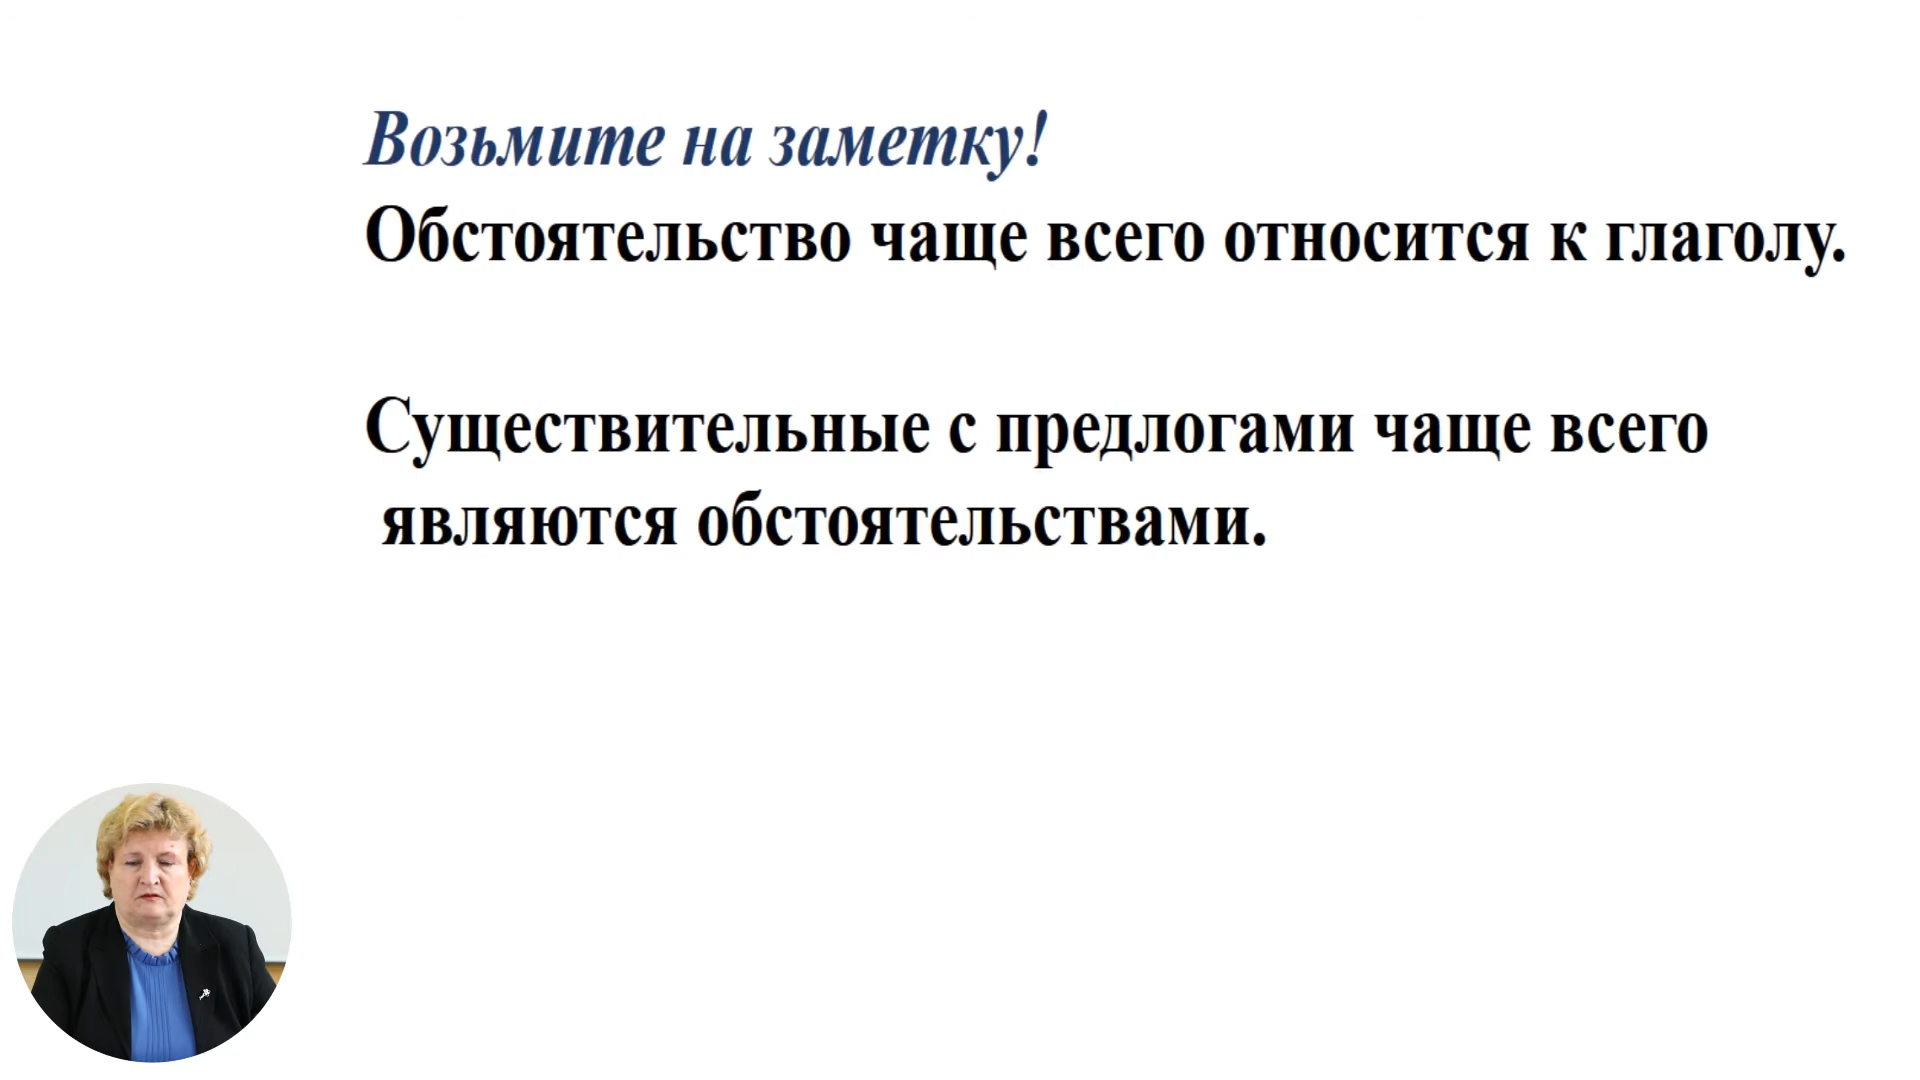 Возьмите на заметку!
Обстоятельство чаще всего относится к глаголу.
Существительные с предлогами чаще всего
являются обстоятельствами.